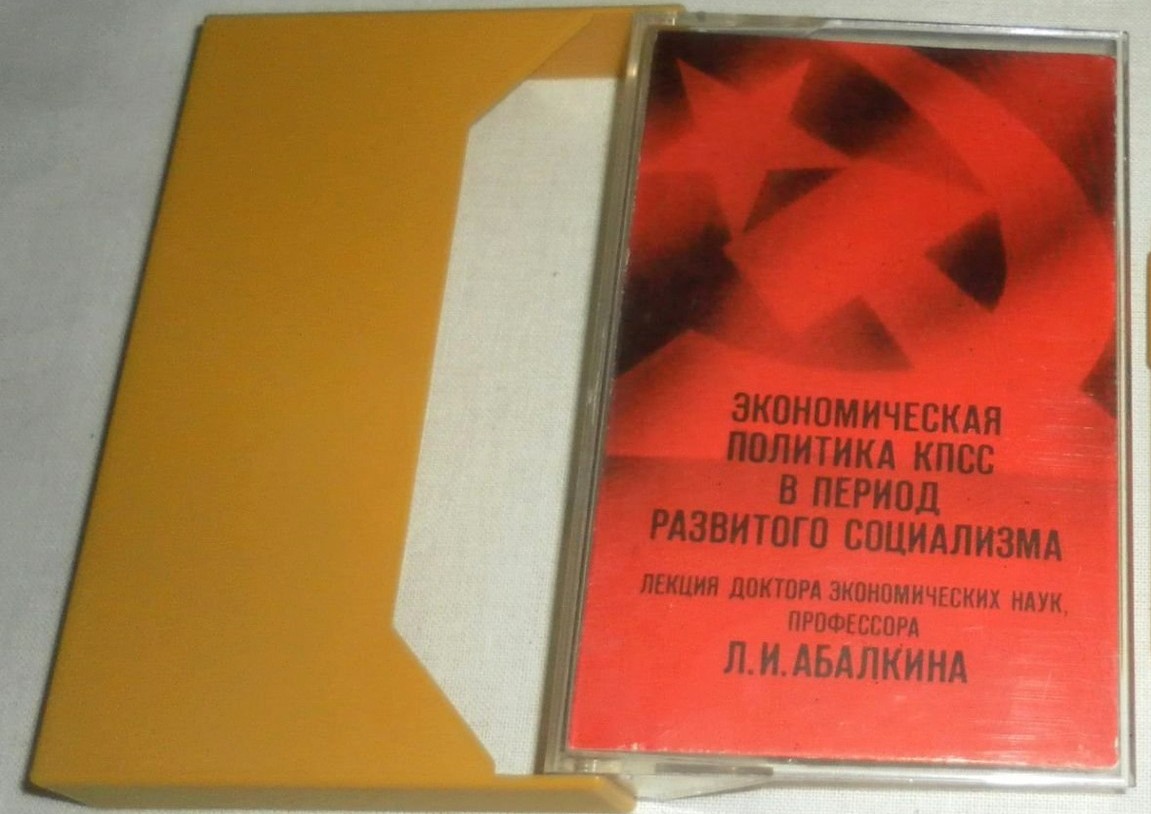 ЭКОНОМИЧЕСКАЯ
ПОЛИТИКА КПСС
В ПЕРИОД
РАЗВИТОГО СОЦИАЛИЗМА
ЛЕКЦИЯ ДОКТОРА ЭКОНОМИЧЕСКИХ НАУК,
ПРОФЕССОРА
Л.И.АБАЛКИНА